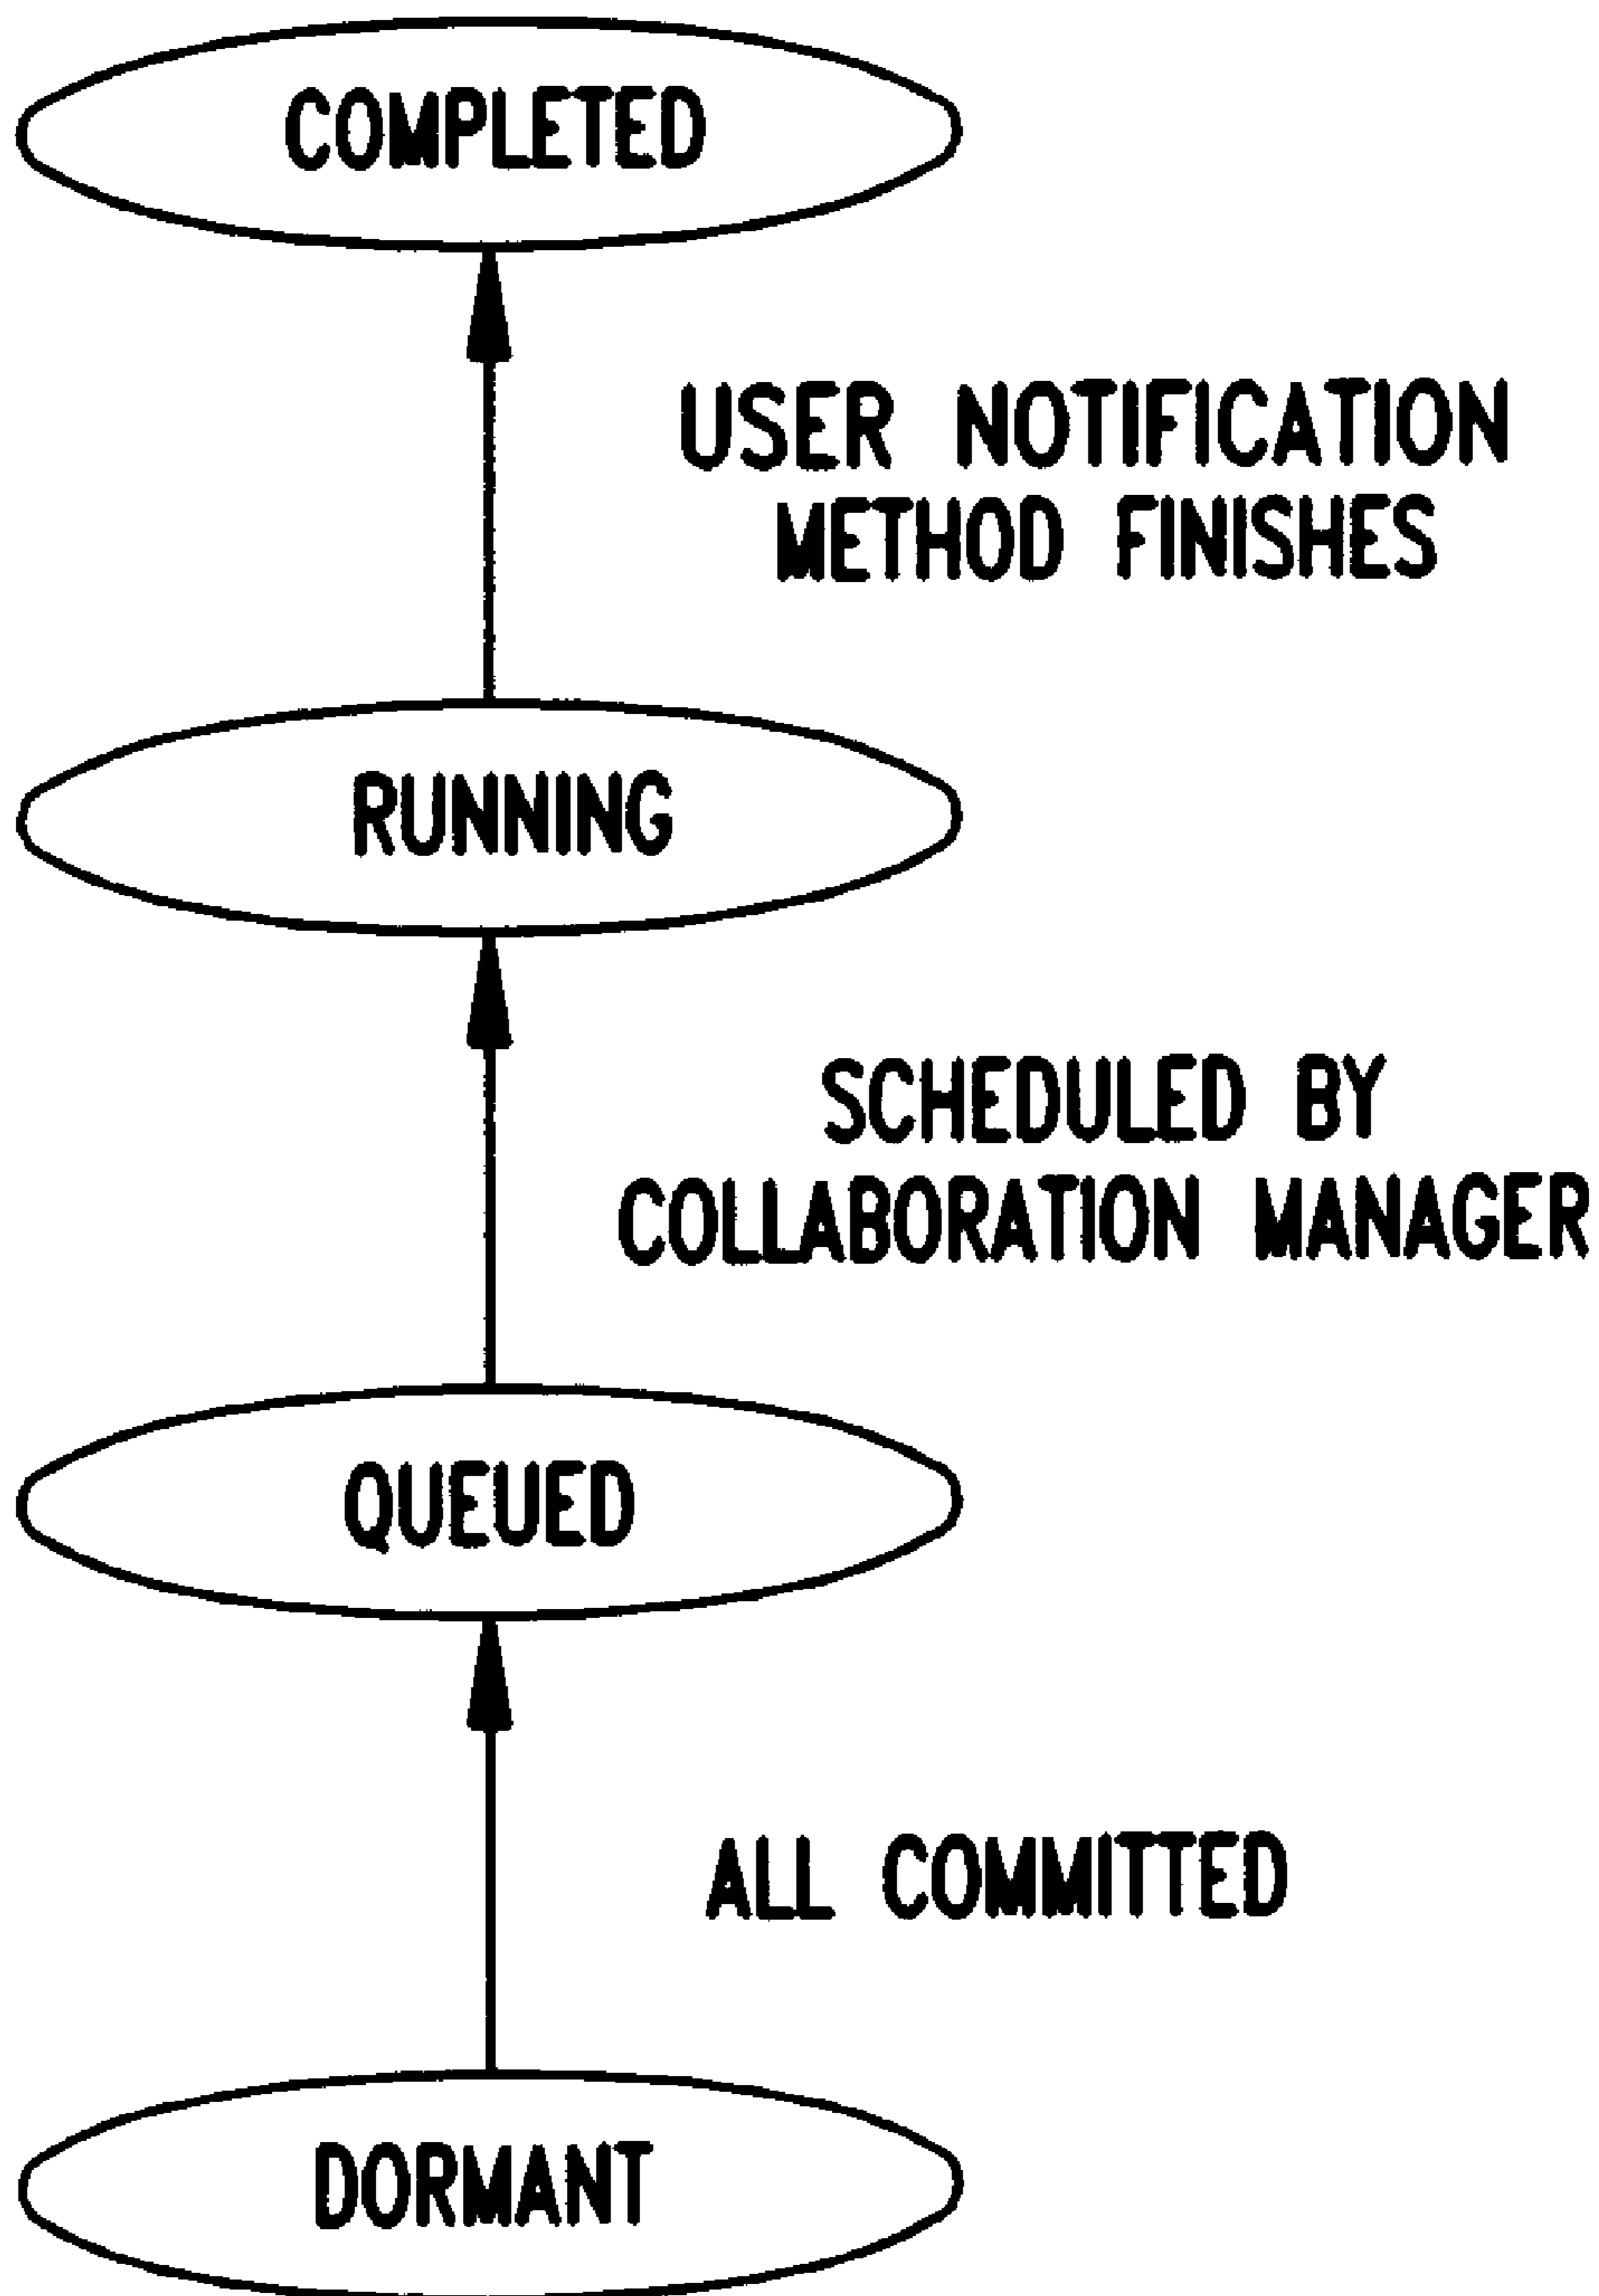 COMPLETED
USER NOTIFICATION
METHOD FINISHES
RUNNING
SCHEDULED BY
COLLABORATION MANAGER
QUEUED
ALL COMMITTED
DORMANT